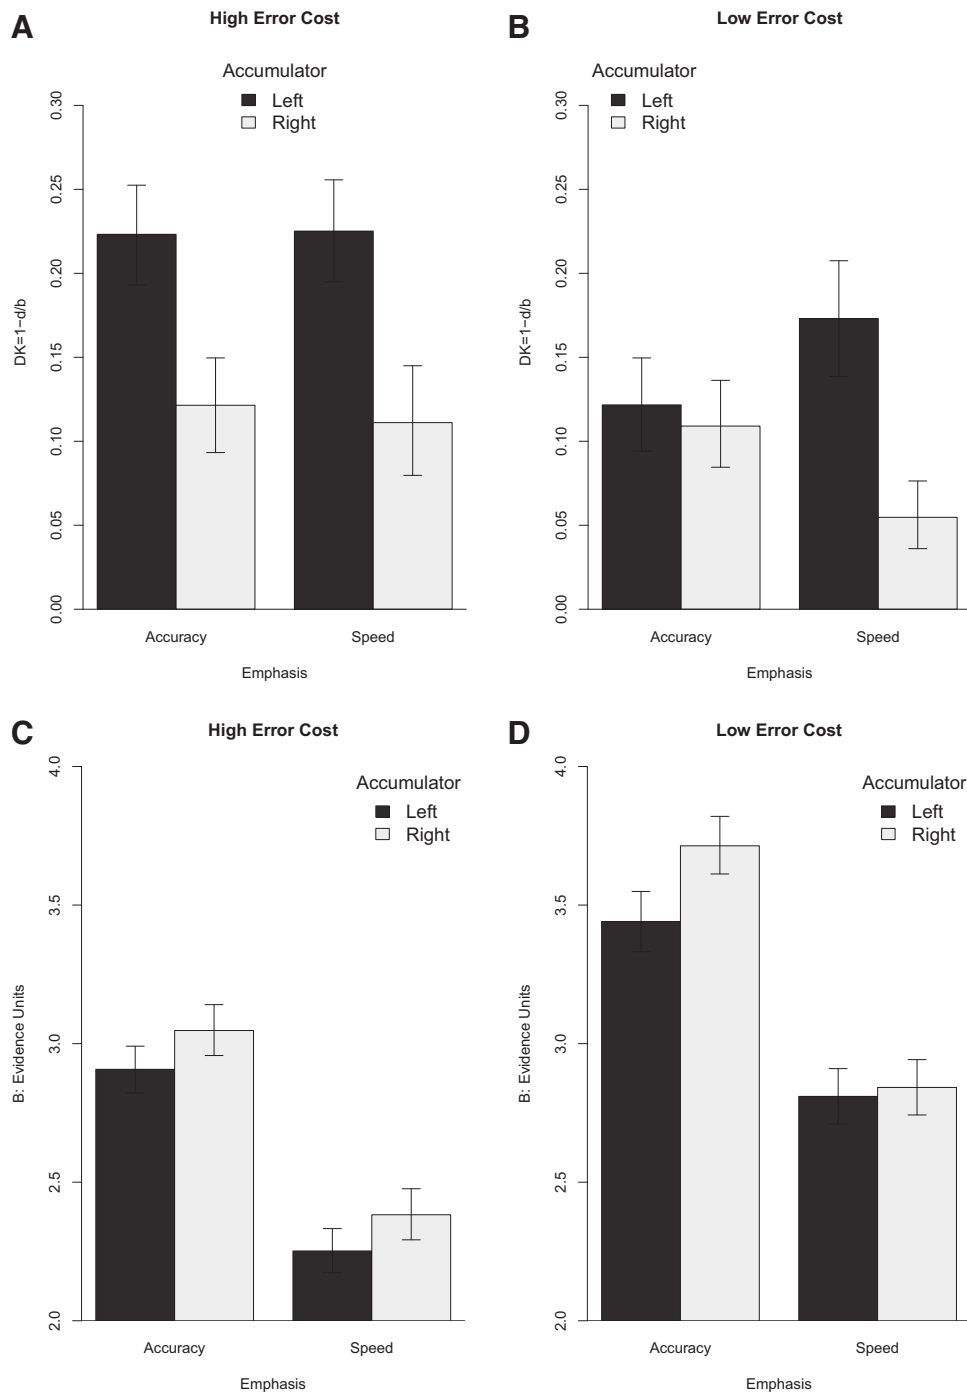 A
High Error Cost
Accumulator
Left
Right
0.30
0.25
0.20
0.15
0.10
0.05
0.00
DK=1−d/b
Accuracy
Speed
Emphasis
B
Low Error Cost
Accumulator
Left
Right
0.30
0.25
0.20
0.15
0.10
0.05
0.00
DK=1−d/b
Accuracy
Speed
Emphasis
C
High Error Cost
Accumulator
Left
Right
4.0
3.5
3.0
2.5
2.0
B: Evidence Units
Accuracy
Speed
Emphasis
D
Low Error Cost
Accumulator
Left
Right
4.0
3.5
3.0
2.5
2.0
B: Evidence Units
Accuracy
Speed
Emphasis